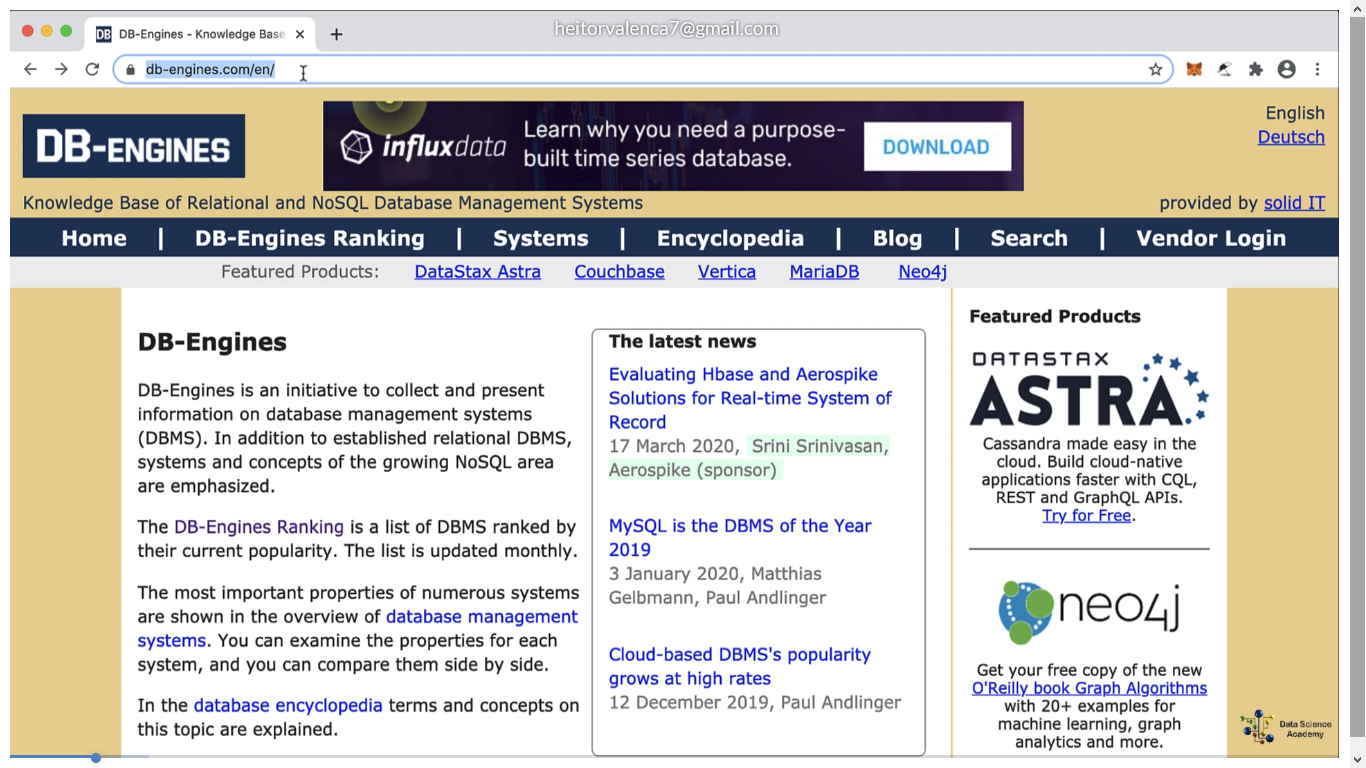 DB DB-Engines - Knowledge Base
heitorvalenca7@gmail.com
db-engines.com/en/
DB-ENGINES
influxdata
Learn why you need a purpose-
built time series database.
DOWNLOAD
English
Deutsch
Knowledge Base of Relational and NoSQL Database Management Systems
provided by solid IT
Home | DB-Engines Ranking | Systems | Encyclopedia | Blog | Search | Vendor Login
Featured Products: DataStax Astra Couchbase Vertica MariaDB Neo4j
DB-Engines
DB-Engines is an initiative to collect and present
information on database management systems
(DBMS). In addition to established relational DBMS,
systems and concepts of the growing NoSQL area
are emphasized.
The DB-Engines Ranking is a list of DBMS ranked by
their current popularity. The list is updated monthly.
The most important properties of numerous systems
are shown in the overview of database management
systems. You can examine the properties for each
system, and you can compare them side by side.
In the database encyclopedia terms and concepts on
this topic are explained.
The latest news
Evaluating Hbase and Aerospike
Solutions for Real-time System of
Record
17 March 2020, Srini Srinivasan,
Aerospike (sponsor)
MySQL is the DBMS of the Year
2019
3 January 2020, Matthias
Gelbmann, Paul Andlinger
Cloud-based DBMS's popularity
grows at high rates
12 December 2019, Paul Andlinger
Featured Products
DATASTAX
ASTRA
Cassandra made easy in the
cloud. Build cloud-native
applications faster with CQL,
REST and GraphQL APIs.
Try for Free.
neo4j
Get your free copy of the new
O'Reilly book Graph Algorithms
with 20+ examples for
machine learning, graph
analytics and more.
Data Science
Academy